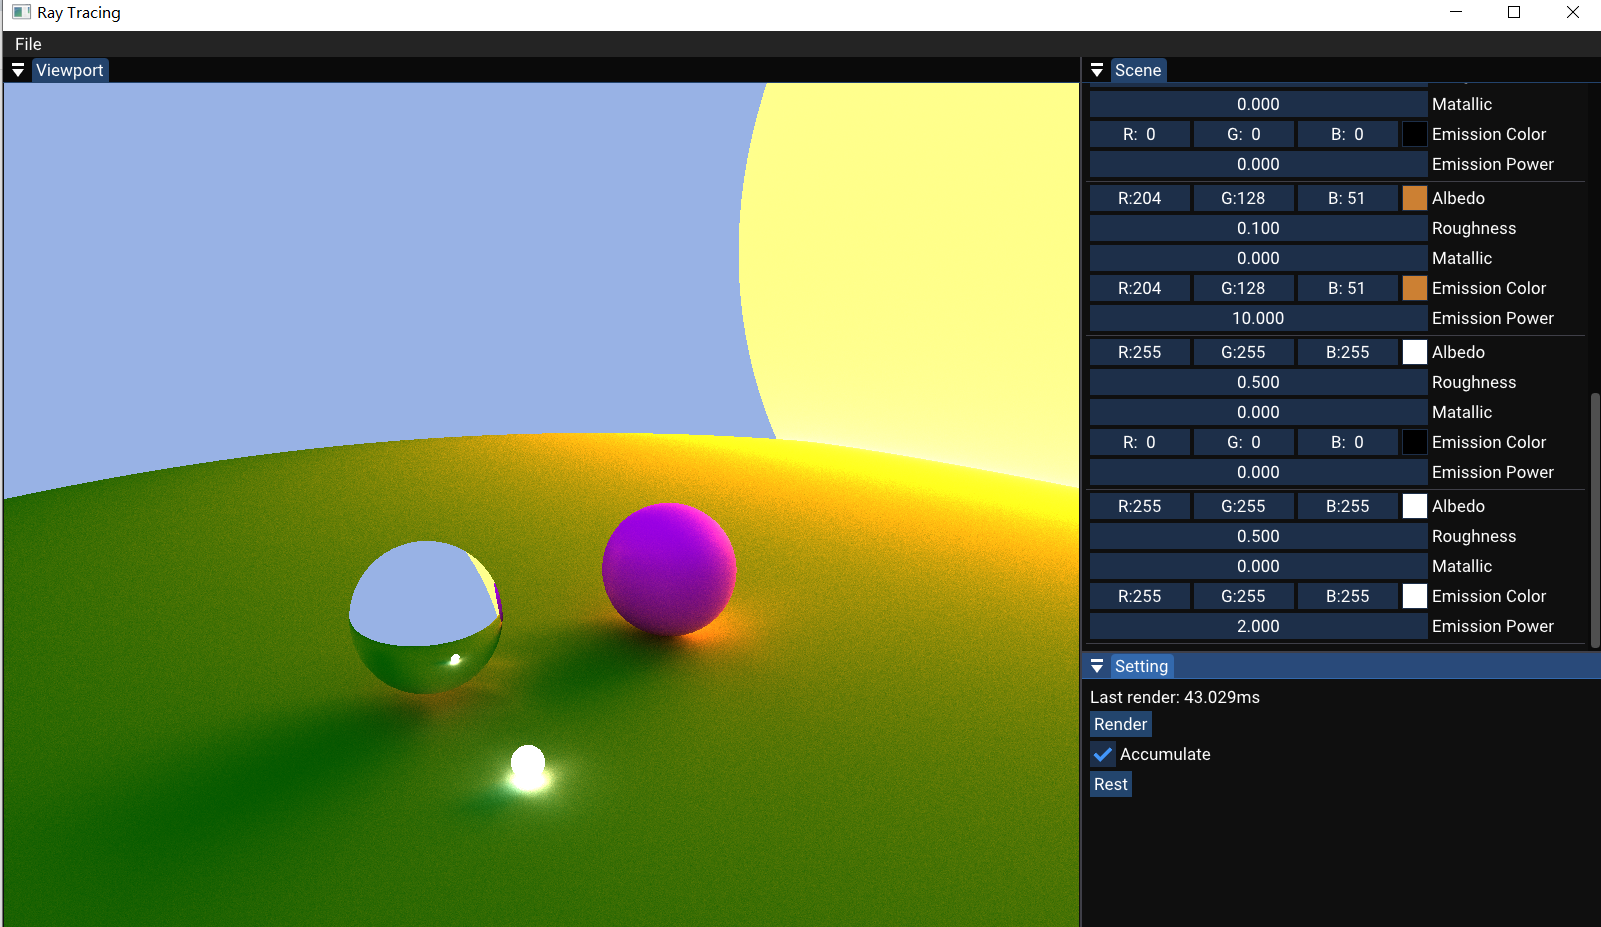 Ray Tracing
File
Viewport
Scene
0.000 Matallic
R: 0 G: 0 B: 0 Emission Color
0.000 Emission Power
R:204 G:128 B: 51 Albedo
0.100 Roughness
0.000 Matallic
R:204 G:128 B: 51 Emission Color
10.000 Emission Power
R:255 G:255 B:255 Albedo
0.500 Roughness
0.000 Matallic
R: 0 G: 0 B: 0 Emission Color
0.000 Emission Power
R:255 G:255 B:255 Albedo
0.500 Roughness
0.000 Matallic
R:255 G:255 B:255 Emission Color
2.000 Emission Power
Setting
Last render: 43.029ms
Render
Accumulate
Rest